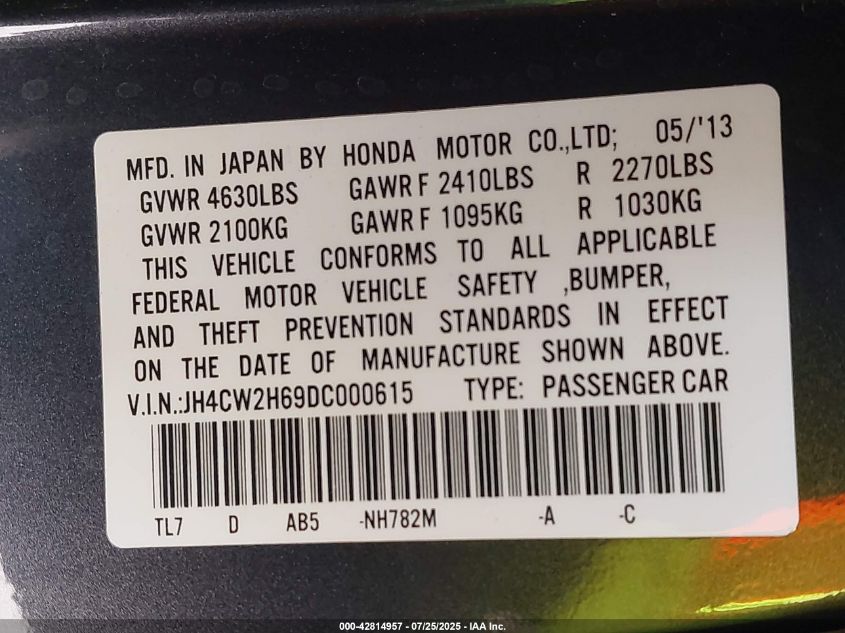 MFD. IN JAPAN BY HONDA MOTOR CO.,LTD; 05/'13
GVWR 4630LBS GAWR F 2410LBS R 2270LBS
GVWR 2100KG GAWR F 1095KG R 1030KG
THIS VEHICLE CONFORMS TO ALL APPLICABLE
FEDERAL MOTOR VEHICLE SAFETY ,BUMPER,
AND THEFT PREVENTION STANDARDS IN EFFECT
ON THE DATE OF MANUFACTURE SHOWN ABOVE.
V.I.N.:JH4CW2H69DC000615 TYPE: PASSENGER CAR
TL7 D AB5 -NH782M -A -C
000-42814957 - 07/25/2025 - IAA Inc.